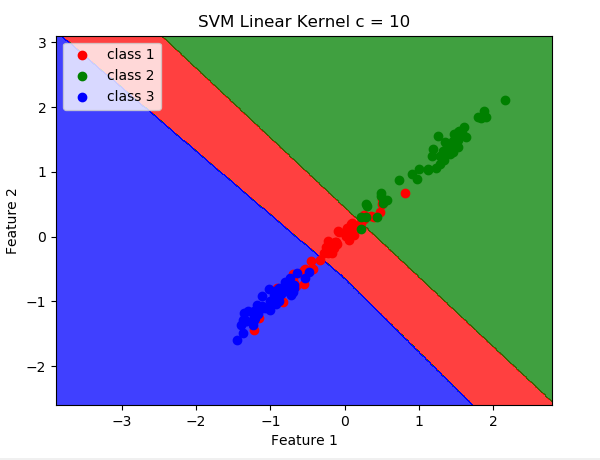 SVM Linear Kernel c = 10
class 1
class 2
class 3
3
2
1
0
−1
−2
Feature 2
−3
−2
−1
0
1
2
Feature 1